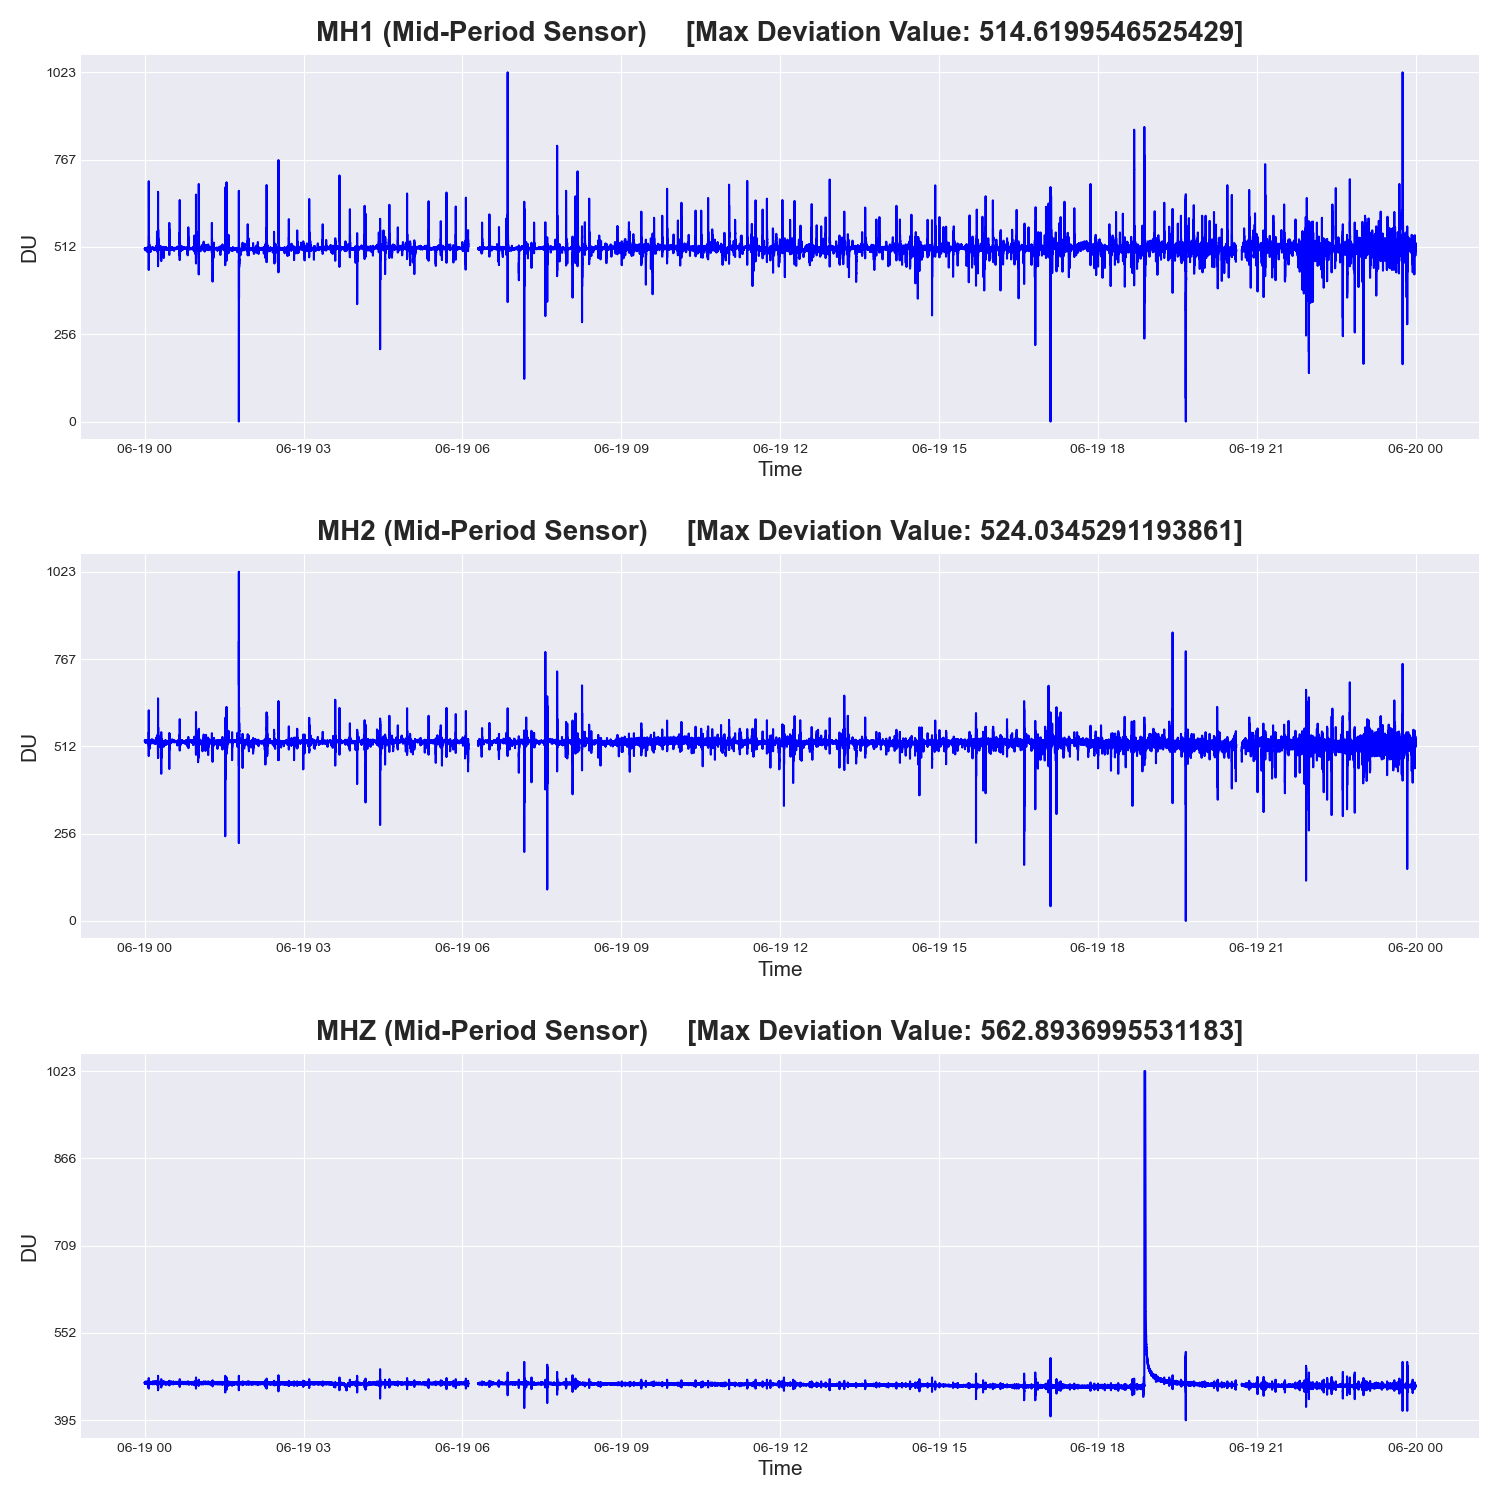 MH1 (Mid-Period Sensor) [Max Deviation Value: 514.6199546525429]
1023
767
512
256
0
DU
06-19 00 06-19 03 06-19 06 06-19 09 06-19 12 06-19 15 06-19 18 06-19 21 06-20 00
Time
MH2 (Mid-Period Sensor) [Max Deviation Value: 524.0345291193861]
1023
767
512
256
0
DU
06-19 00 06-19 03 06-19 06 06-19 09 06-19 12 06-19 15 06-19 18 06-19 21 06-20 00
Time
MHZ (Mid-Period Sensor) [Max Deviation Value: 562.8936995531183]
1023
866
709
552
395
DU
06-19 00 06-19 03 06-19 06 06-19 09 06-19 12 06-19 15 06-19 18 06-19 21 06-20 00
Time